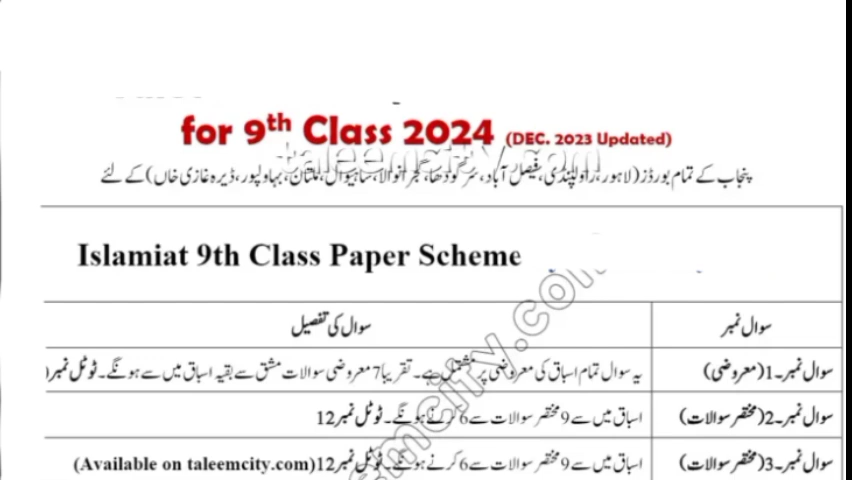 for 9th Class 2024 (DEC. 2023 Updated)
taleemcity.com
پنجاب کے تمام بورڈز (لاہور، راولپنڈی، فیصل آباد، سرگودھا، گجرانوالا، ساہیوال، ملتان، بہاولپور، ڈیرہ غازی خاں) کے لئے
Islamiat 9th Class Paper Scheme
سوال نمبر سوال کی تفصیل
سوال نمبر۔1 (معروضی) یہ سوال تمام اسباق کی معروضی پر مشتمل ہے۔ تقریبا 7 معروضی سوالات مشق سے بقیہ اسباق میں سے ہونگے۔ ٹوٹل نمبر
سوال نمبر۔2 (مختصر سوالات) اسباق میں سے 9 مختصر سوالات سے 6 کرنے ہونگے۔ ٹوٹل نمبر 12
سوال نمبر۔3 (مختصر سوالات) اسباق میں سے 9 مختصر سوالات سے 6 کرنے ہونگے۔ ٹوٹل نمبر 12 (Available on taleemcity.com)